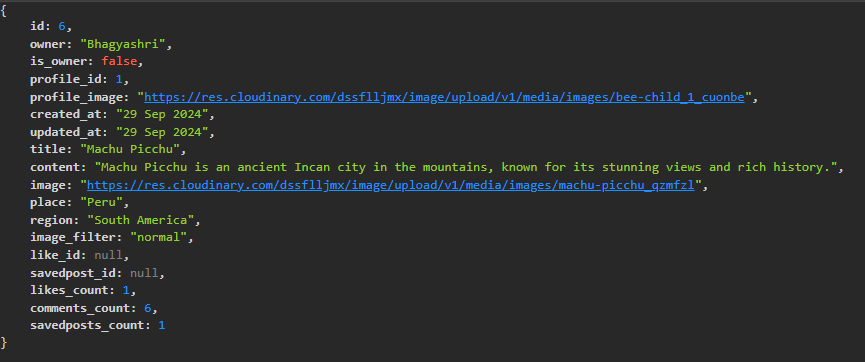 {
id: 6,
owner: "Bhagyashri",
is_owner: false,
profile_id: 1,
profile_image: "https://res.cloudinary.com/dssflljmx/image/upload/v1/media/images/bee-child_1_cuonbe",
created_at: "29 Sep 2024",
updated_at: "29 Sep 2024",
title: "Machu Picchu",
content: "Machu Picchu is an ancient Incan city in the mountains, known for its stunning views and rich history.",
image: "https://res.cloudinary.com/dssflljmx/image/upload/v1/media/images/machu-picchu_qzmfzl",
place: "Peru",
region: "South America",
image_filter: "normal",
like_id: null,
savedpost_id: null,
likes_count: 1,
comments_count: 6,
savedposts_count: 1
}